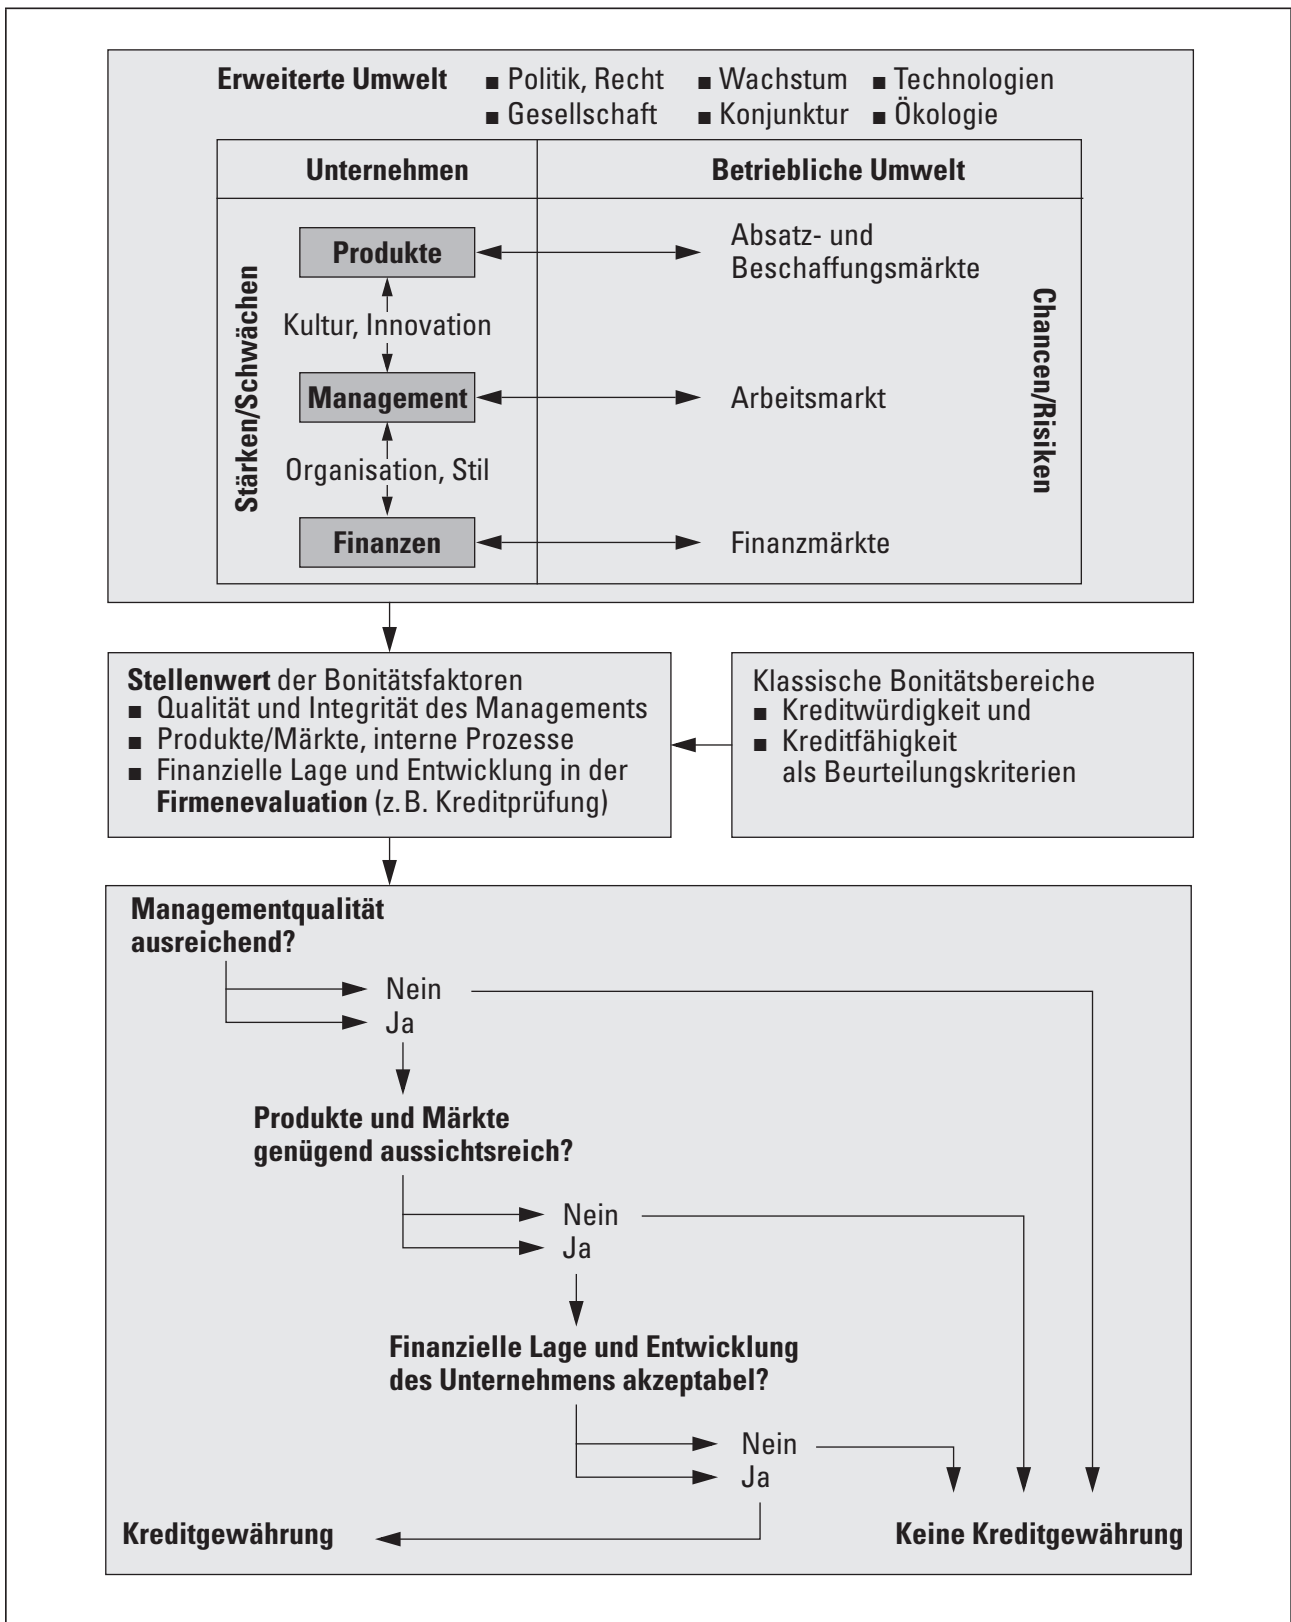 Erweiterte Umwelt ■ Politik, Recht ■ Wachstum ■ Technologien
■ Gesellschaft ■ Konjunktur ■ Ökologie
Unternehmen Betriebliche Umwelt
Stärken/Schwächen
Produkte
Absatz- und
Beschaffungsmärkte
Kultur, Innovation
Management
Arbeitsmarkt
Organisation, Stil
Finanzen
Finanzmärkte
Chancen/Risiken
Stellenwert der Bonitätsfaktoren
■ Qualität und Integrität des Managements
■ Produkte/Märkte, interne Prozesse
■ Finanzielle Lage und Entwicklung in der
Firmenevaluation (z.B. Kreditprüfung)
Klassische Bonitätsbereiche
■ Kreditwürdigkeit und
■ Kreditfähigkeit
als Beurteilungskriterien
Managementqualität
ausreichend?
Nein
Ja
Produkte und Märkte
genügend aussichtsreich?
Nein
Ja
Finanzielle Lage und Entwicklung
des Unternehmens akzeptabel?
Nein
Ja
Kreditgewährung Keine Kreditgewährung